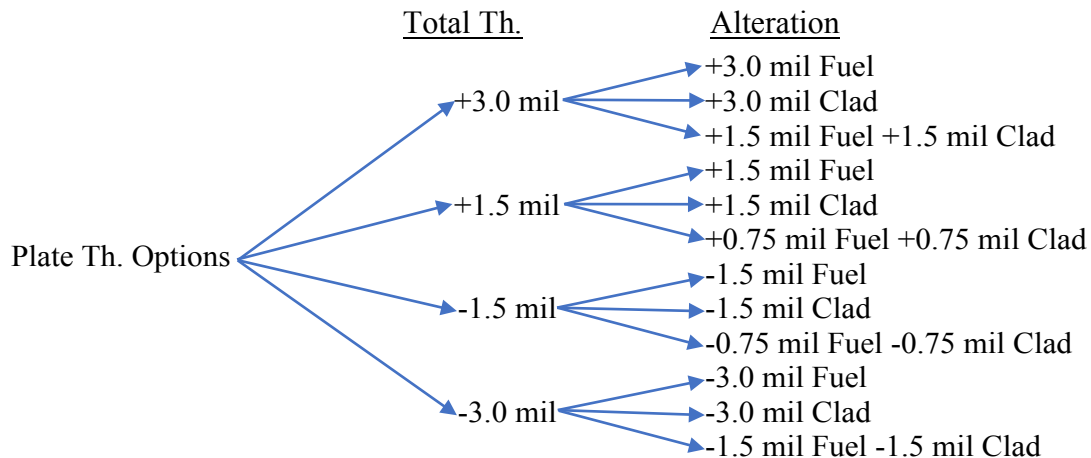 Total Th. Alteration
+3.0 mil Fuel
+3.0 mil +3.0 mil Clad
+1.5 mil Fuel +1.5 mil Clad
+1.5 mil Fuel
+1.5 mil +1.5 mil Clad
+0.75 mil Fuel +0.75 mil Clad
Plate Th. Options
-1.5 mil Fuel
-1.5 mil -1.5 mil Clad
-0.75 mil Fuel -0.75 mil Clad
-3.0 mil Fuel
-3.0 mil -3.0 mil Clad
-1.5 mil Fuel -1.5 mil Clad